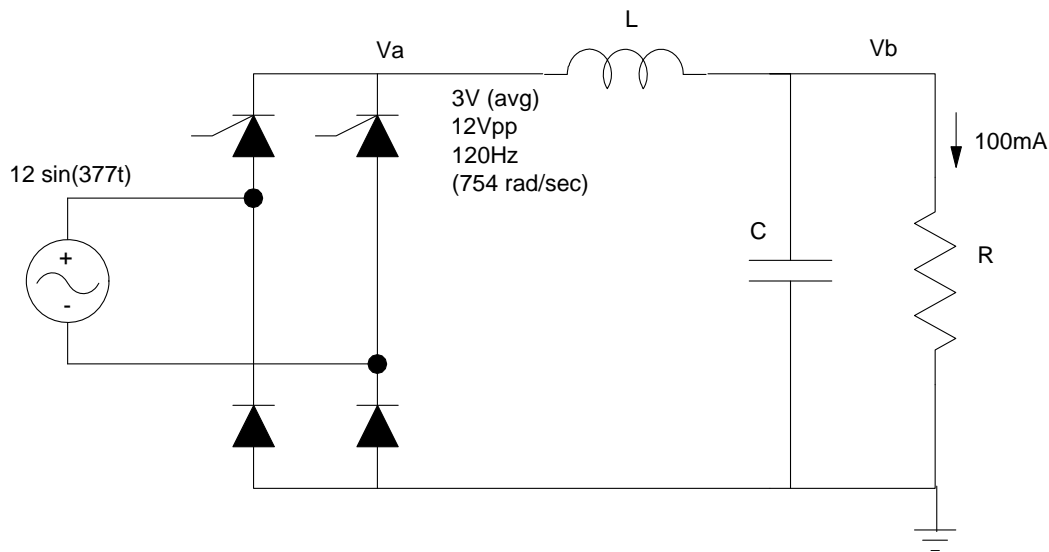 L
Va
Vb
3V (avg)
12Vpp
120Hz
(754 rad/sec)
100mA
12 sin(377t)
C
R
+
-